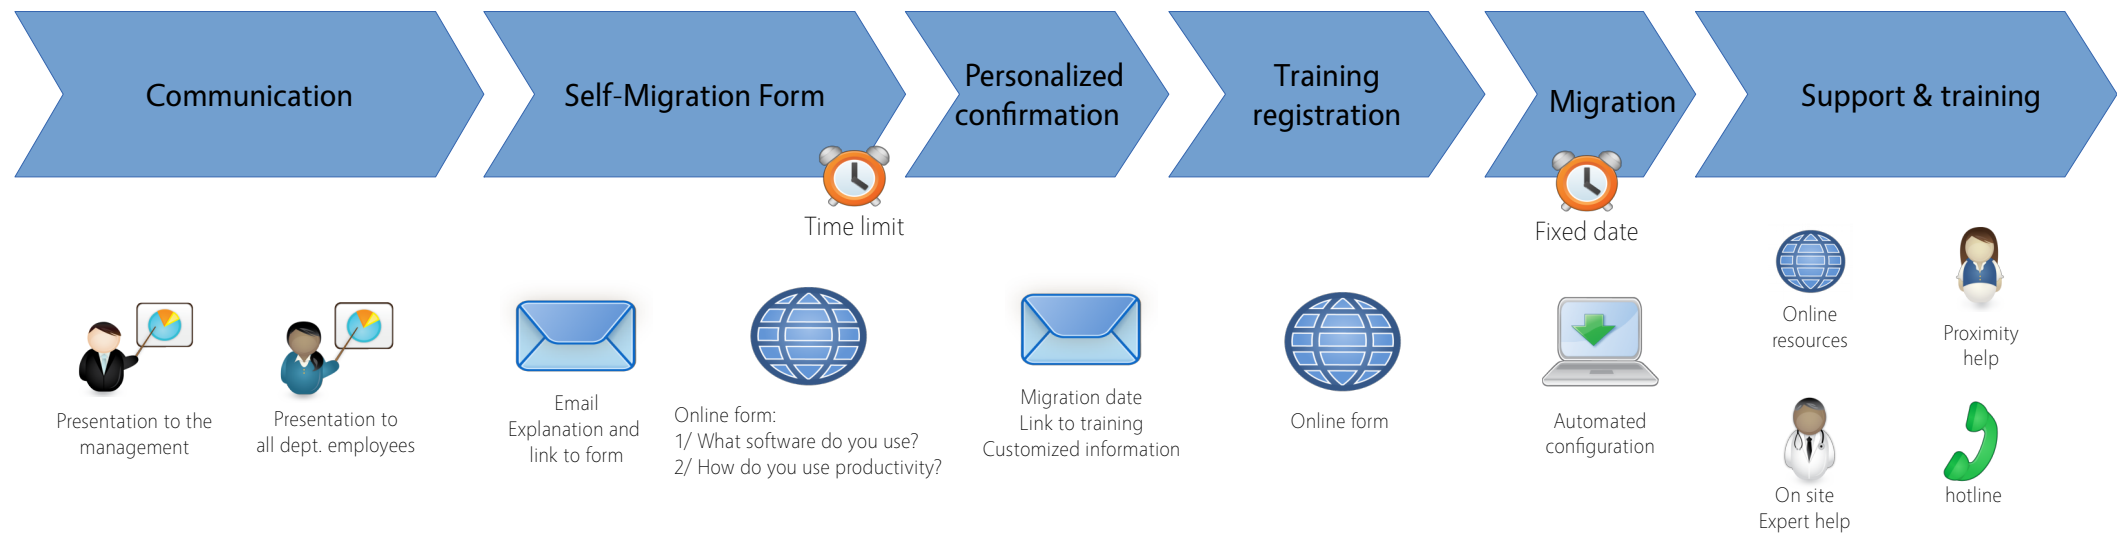 Communication
Self-Migration Form
Personalized
confirmation
Training
registration
Migration
Support & training
Time limit
Fixed date
Presentation to the
management
Presentation to
all dept. employees
Email
Explanation and
link to form
Online form:
1/ What software do you use?
2/ How do you use productivity?
Migration date
Link to training
Customized information
Online form
Automated
configuration
Online
resources
Proximity
help
On site
Expert help
hotline